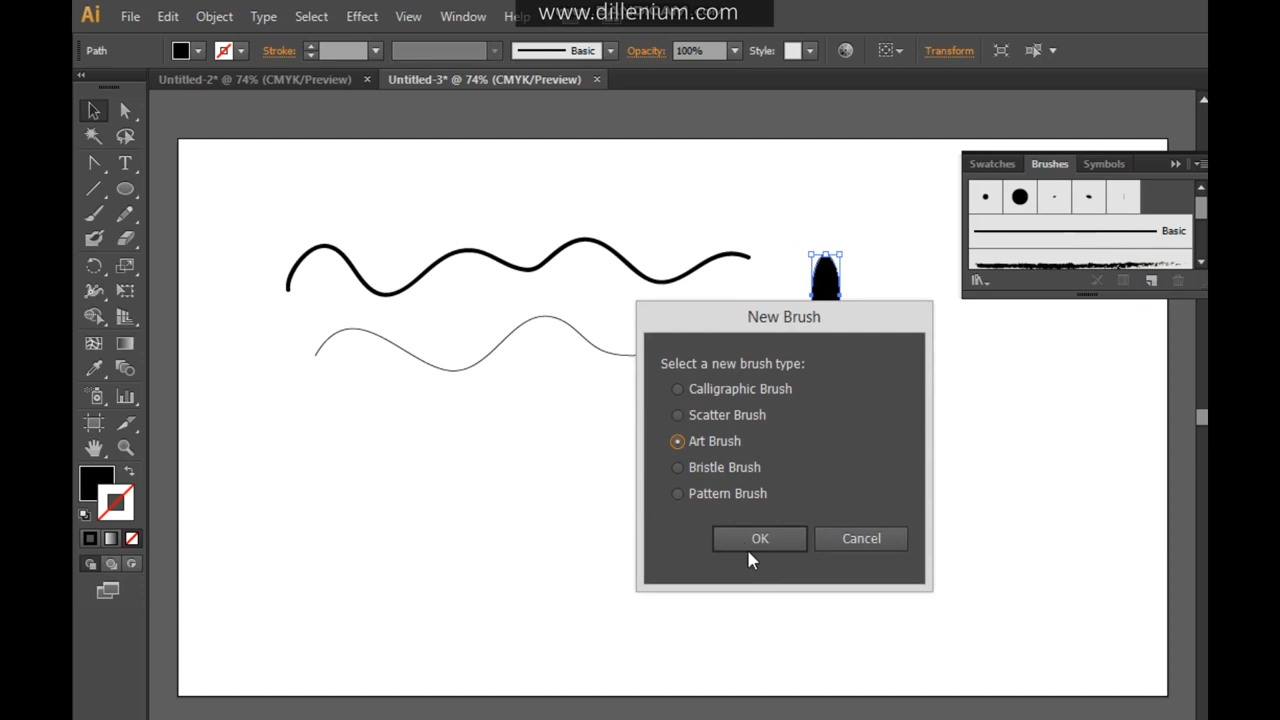 www.dillenium.com
Ai File Edit Object Type Select Effect View Window Help
Path Stroke: Basic Opacity: 100% Style: Transform
Untitled-2* @ 74% (CMYK/Preview) × Untitled-3* @ 74% (CMYK/Preview) ×
Swatches Brushes Symbols
Basic
New Brush
Select a new brush type:
Calligraphic Brush
Scatter Brush
Art Brush
Bristle Brush
Pattern Brush
OK Cancel